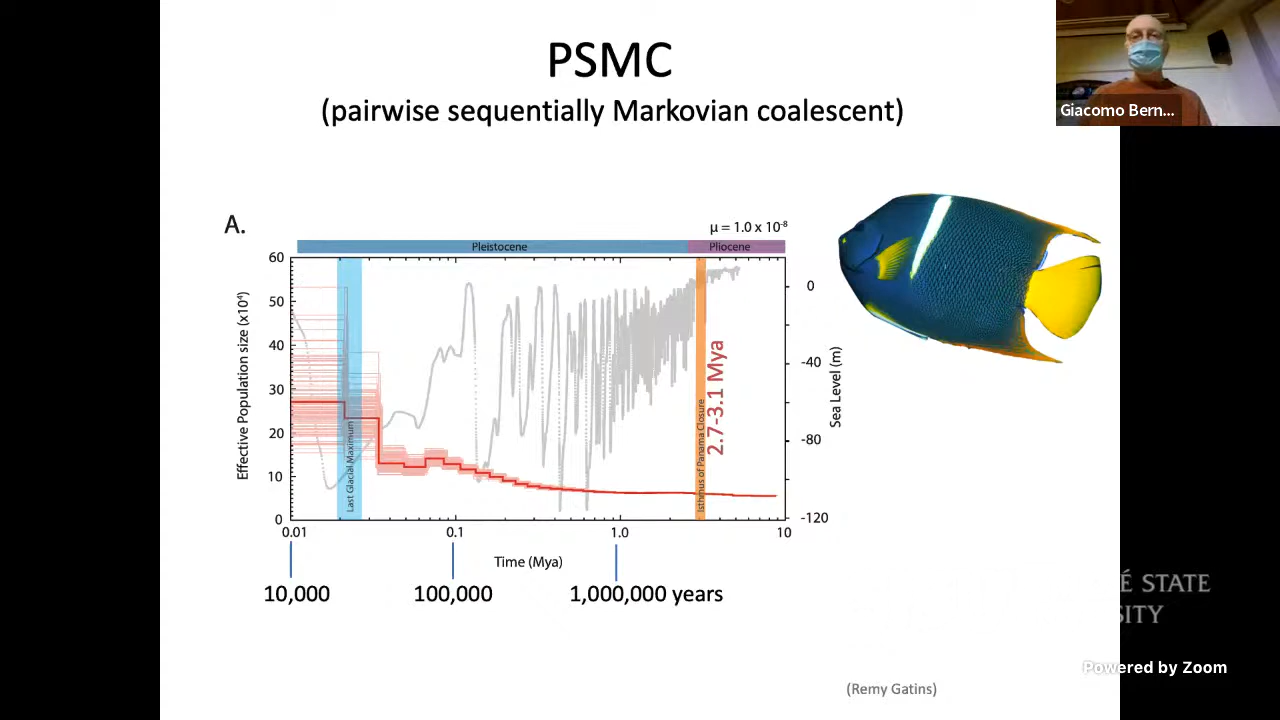 PSMC
(pairwise sequentially Markovian coalescent)
Giacomo Bern...
A.
μ = 1.0 x 10⁻⁸
Pleistocene
Pliocene
60
50
40
30
20
10
0
Effective Population size (x10⁴)
Last Glacial Maximum
Isthmus of Panama Closure
2.7-3.1 Mya
0
-40
-80
-120
Sea Level (m)
0.01
0.1
1.0
10
Time (Mya)
10,000
100,000
1,000,000 years
É STATE
SITY
Powered by Zoom
(Remy Gatins)